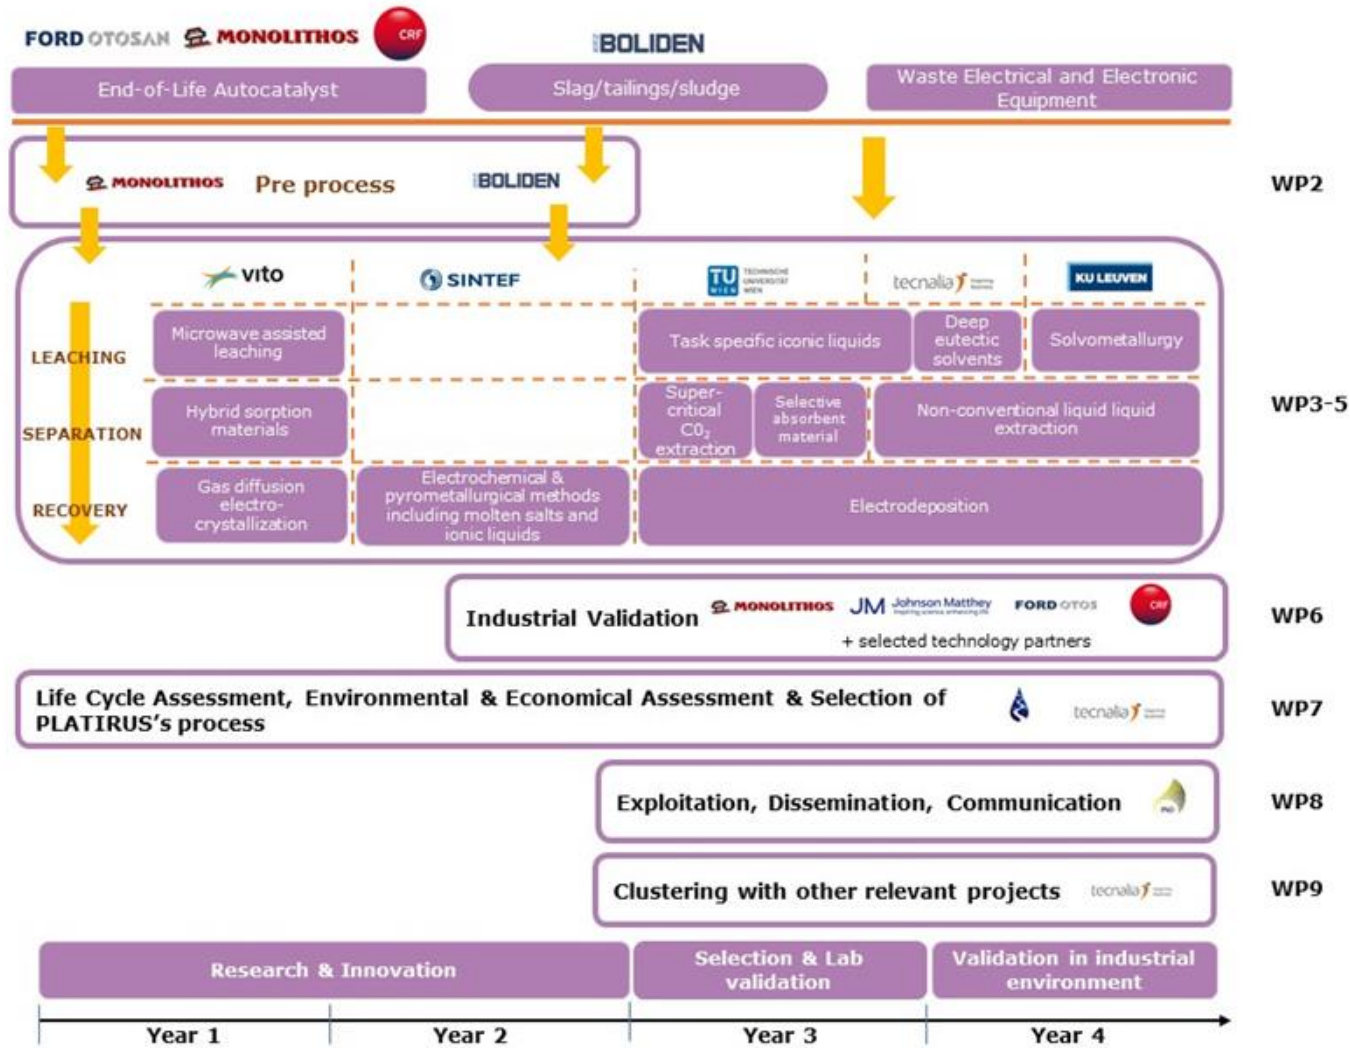 FORD OTOSAN MONOLITHOS CRF
BOLIDEN
End-of-Life Autocatalyst
Slag/tailings/sludge
Waste Electrical and Electronic
Equipment
MONOLITHOS Pre process BOLIDEN
WP2
vito
SINTEF
TU WIEN TECHNISCHE UNIVERSITÄT WIEN
tecnalia
KU LEUVEN
LEACHING
Microwave assisted
leaching
Task specific iconic liquids
Deep
eutectic
solvents
Solvometallurgy
SEPARATION
Hybrid sorption
materials
Super-
critical
C0₂
extraction
Selective
absorbent
material
Non-conventional liquid liquid
extraction
WP3-5
RECOVERY
Gas diffusion
electro-
crystallization
Electrochemical &
pyrometallurgical methods
including molten salts and
ionic liquids
Electrodeposition
Industrial Validation MONOLITHOS JM Johnson Matthey FORD OTOS CRF
+ selected technology partners
WP6
Life Cycle Assessment, Environmental & Economical Assessment & Selection of
PLATIRUS's process
tecnalia
WP7
Exploitation, Dissemination, Communication
WP8
Clustering with other relevant projects tecnalia
WP9
Research & Innovation
Selection & Lab
validation
Validation in industrial
environment
Year 1 Year 2 Year 3 Year 4